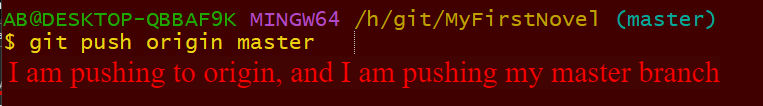 AB@DESKTOP-QBBAF9K MINGW64 /h/git/MyFirstNovel (master)
$ git push origin master
I am pushing to origin, and I am pushing my master branch